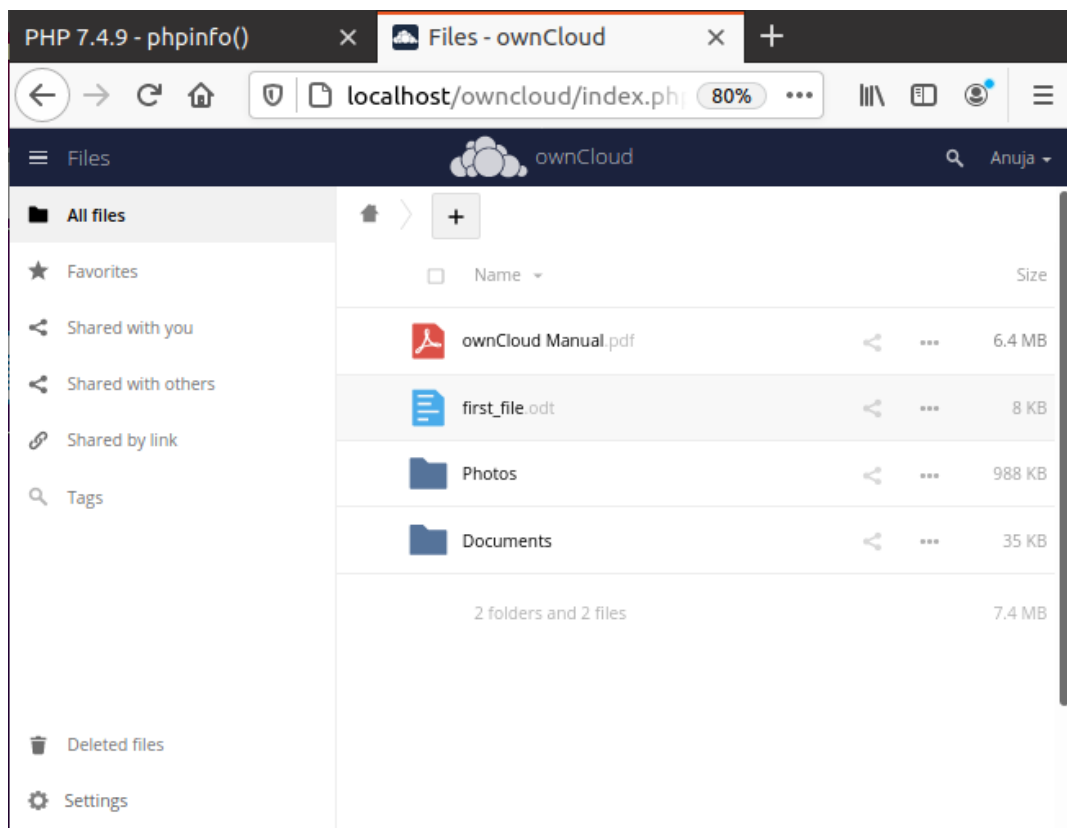 PHP 7.4.9 - phpinfo()
Files - ownCloud
localhost/owncloud/index.ph
80%
Files
ownCloud
Anuja
All files
Favorites
Shared with you
Shared with others
Shared by link
Tags
Deleted files
Settings
Name Size
ownCloud Manual.pdf 6.4 MB
first_file.odt 8 KB
Photos 988 KB
Documents 35 KB
2 folders and 2 files 7.4 MB